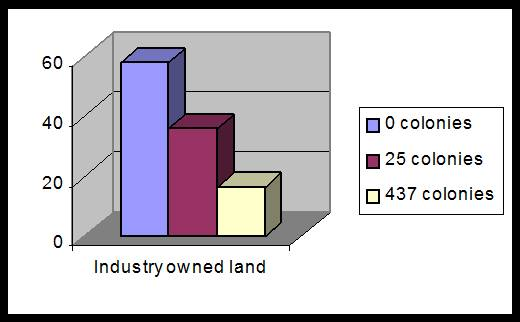 60
40
20
0
Industry owned land
0 colonies
25 colonies
437 colonies